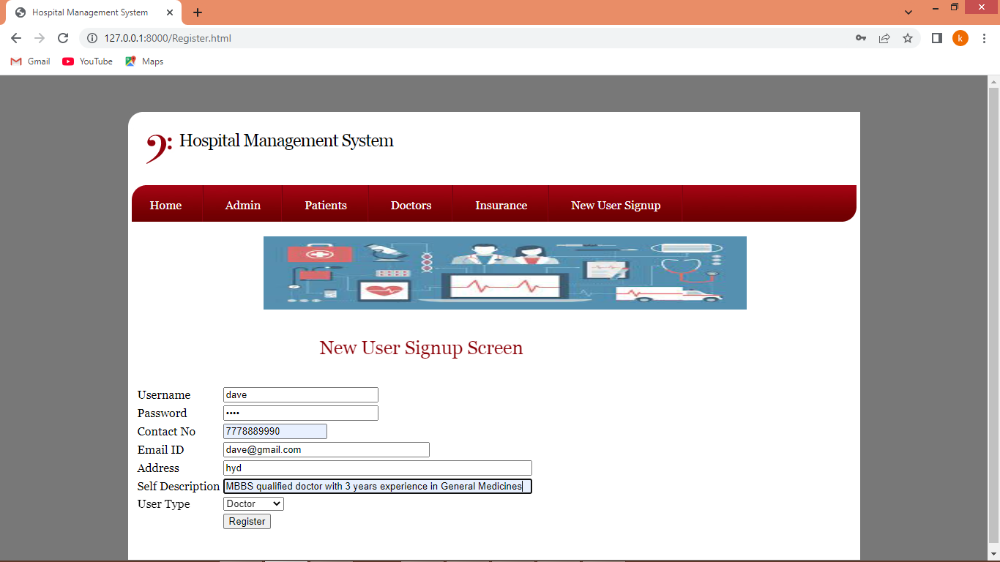 Hospital Management System
127.0.0.1:8000/Register.html
k
Gmail YouTube Maps
Hospital Management System
Home Admin Patients Doctors Insurance New User Signup
New User Signup Screen
Username dave
Password ••••
Contact No 7778889990
Email ID dave@gmail.com
Address hyd
Self Description MBBS qualified doctor with 3 years experience in General Medicines
User Type Doctor
Register